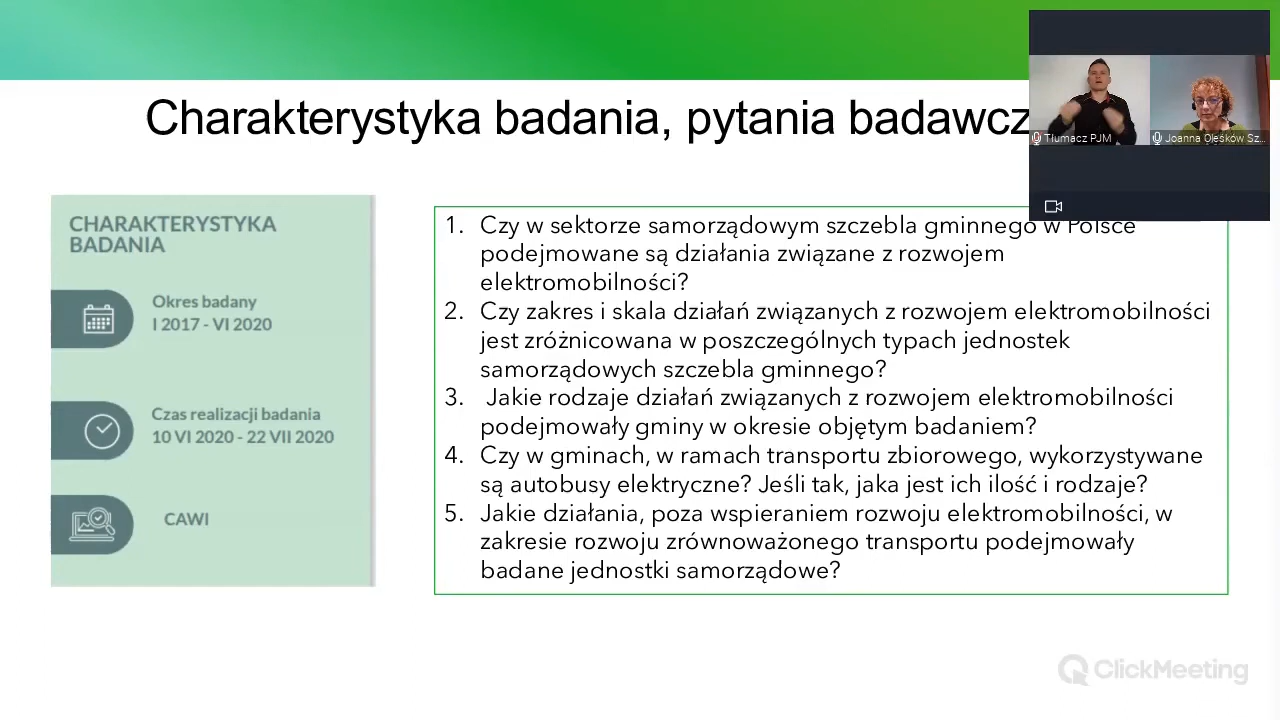 Charakterystyka badania, pytania
Tłumacz PJM
Joanna Oleśków Sz...
CHARAKTERYSTYKA
BADANIA
Okres badany
I 2017 - VI 2020
Czas realizacji badania
10 VI 2020 - 22 VII 2020
CAWI
1. Czy w sektorze samorządowym szczebla gminnego w Polsce
podejmowane są działania związane z rozwojem
elektromobilności?
2. Czy zakres i skala działań związanych z rozwojem elektromobilności
jest zróżnicowana w poszczególnych typach jednostek
samorządowych szczebla gminnego?
3. Jakie rodzaje działań związanych z rozwojem elektromobilności
podejmowały gminy w okresie objętym badaniem?
4. Czy w gminach, w ramach transportu zbiorowego, wykorzystywane
są autobusy elektryczne? Jeśli tak, jaka jest ich ilość i rodzaje?
5. Jakie działania, poza wspieraniem rozwoju elektromobilności, w
zakresie rozwoju zrównoważonego transportu podejmowały
badane jednostki samorządowe?
ClickMeeting